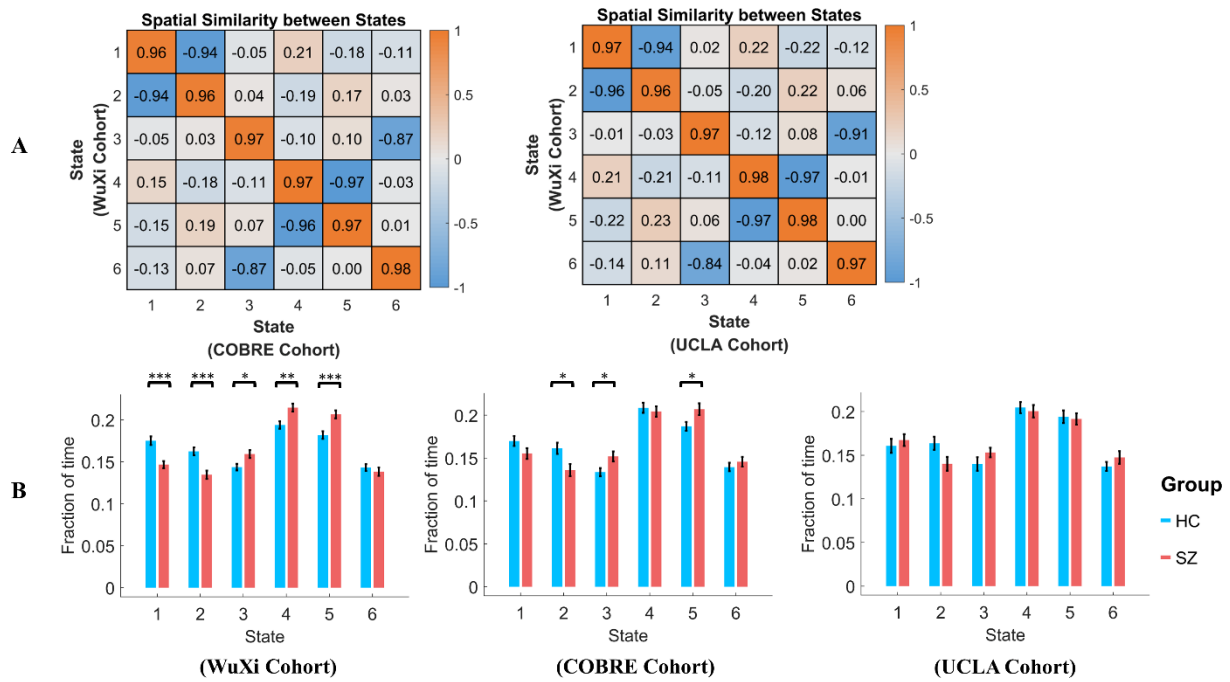 Spatial Similarity between States
1 0.96 -0.94 -0.05 0.21 -0.18 -0.11
2 -0.94 0.96 0.04 -0.19 0.17 0.03
3 -0.05 0.03 0.97 -0.10 0.10 -0.87
4 0.15 -0.18 -0.11 0.97 -0.97 -0.03
5 -0.15 0.19 0.07 -0.96 0.97 0.01
6 -0.13 0.07 -0.87 -0.05 0.00 0.98
1 2 3 4 5 6
State
(COBRE Cohort)
State
(WuXi Cohort)
1
0.5
0
-0.5
-1
A
Spatial Similarity between States
1 0.97 -0.94 0.02 0.22 -0.22 -0.12
2 -0.96 0.96 -0.05 -0.20 0.22 0.06
3 -0.01 -0.03 0.97 -0.12 0.08 -0.91
4 0.21 -0.21 -0.11 0.98 -0.97 -0.01
5 -0.22 0.23 0.06 -0.97 0.98 0.00
6 -0.14 0.11 -0.84 -0.04 0.02 0.97
1 2 3 4 5 6
State
(UCLA Cohort)
State
(WuXi Cohort)
1
0.5
0
-0.5
-1
B
*** *** * ** ***
Fraction of time
0.2
0.15
0.1
0.05
0
1 2 3 4 5 6
State
(WuXi Cohort)
* * *
Fraction of time
0.2
0.15
0.1
0.05
0
1 2 3 4 5 6
State
(COBRE Cohort)
Fraction of time
0.2
0.15
0.1
0.05
0
1 2 3 4 5 6
State
(UCLA Cohort)
Group
HC
SZ